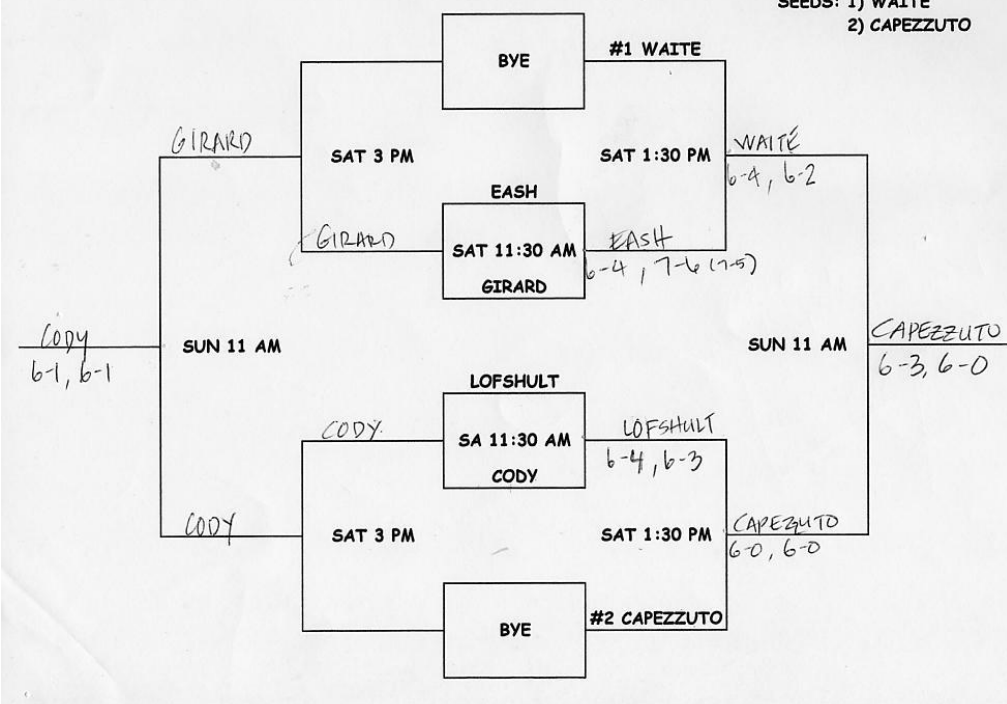 SEEDS: 1) WAITE
2) CAPEZZUTO
BYE
#1 WAITE
GIRARD
SAT 3 PM
SAT 1:30 PM
WAITE
6-4, 6-2
EASH
GIRARD
SAT 11:30 AM
EASH
6-4, 7-6 (7-5)
GIRARD
CODY
6-1, 6-1
SUN 11 AM
SUN 11 AM
CAPEZZUTO
6-3, 6-0
LOFSHULT
CODY
SA 11:30 AM
LOFSHULT
6-4, 6-3
CODY
CODY
SAT 3 PM
SAT 1:30 PM
CAPEZZUTO
6-0, 6-0
BYE
#2 CAPEZZUTO